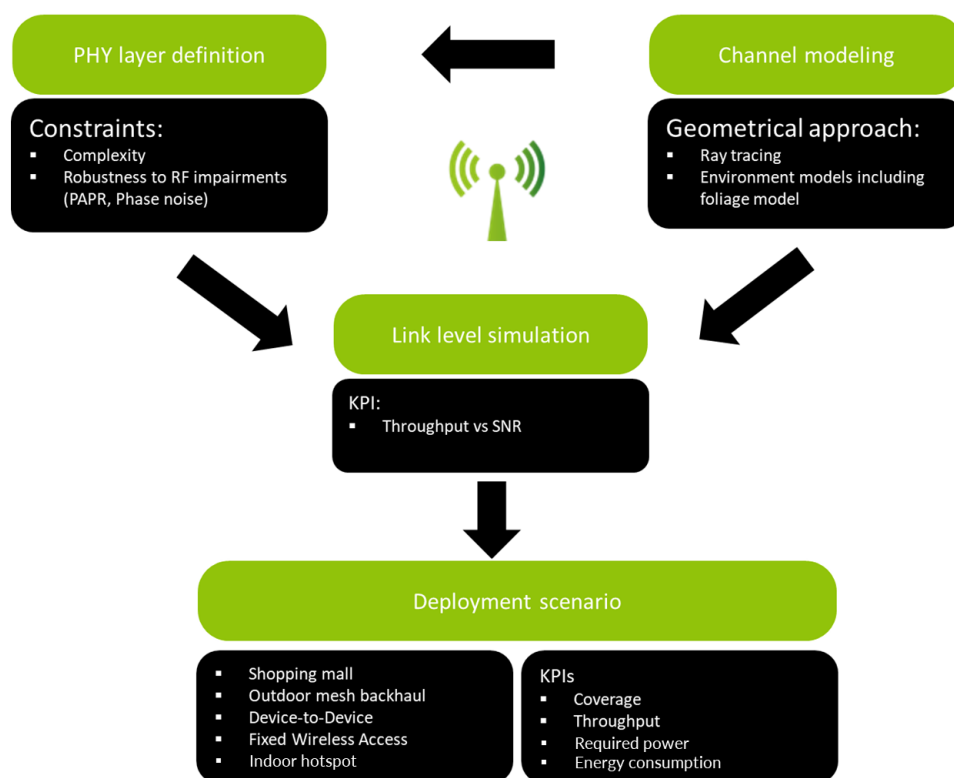 PHY layer definition
Channel modeling
Constraints:
▪ Complexity
▪ Robustness to RF impairments
(PAPR, Phase noise)
Geometrical approach:
▪ Ray tracing
▪ Environment models including
foliage model
Link level simulation
KPI:
▪ Throughput vs SNR
Deployment scenario
▪ Shopping mall
▪ Outdoor mesh backhaul
▪ Device-to-Device
▪ Fixed Wireless Access
▪ Indoor hotspot
KPIs
▪ Coverage
▪ Throughput
▪ Required power
▪ Energy consumption